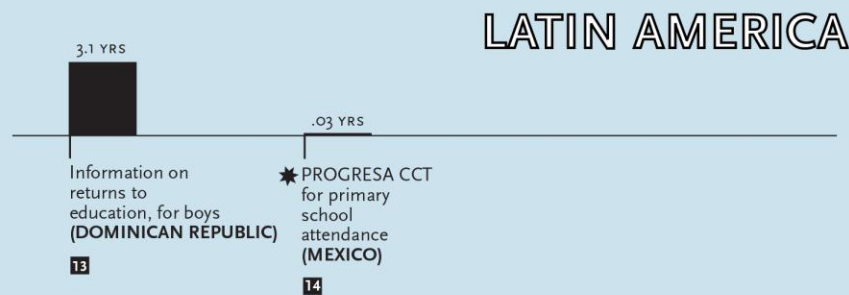 LATIN AMERICA
3.1 YRS
Information on
returns to
education, for boys
(DOMINICAN REPUBLIC)
13
.03 YRS
PROGRESA CCT
for primary
school
attendance
(MEXICO)
14